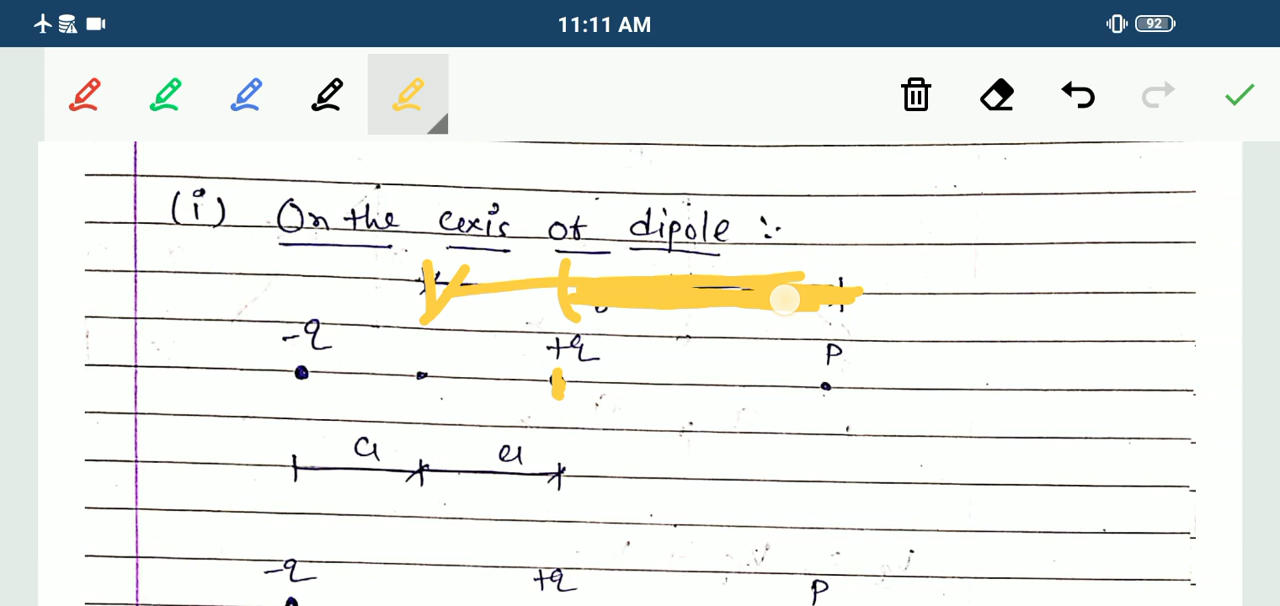 11:11 AM
92
(i) On the axis of dipole :-
-q +q P
a a
-q +q P